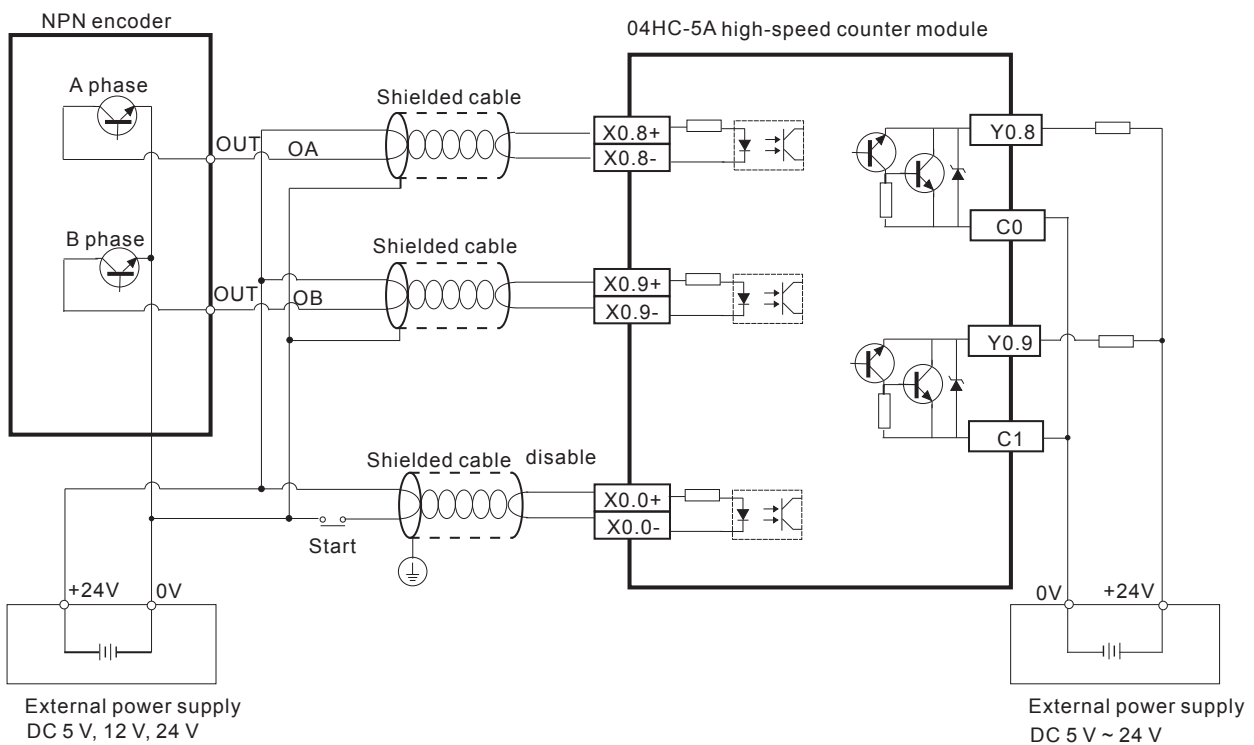 NPN encoder
04HC-5A high-speed counter module
A phase
Shielded cable
OUT
OA
X0.8+
X0.8-
Y0.8
C0
B phase
Shielded cable
OUT
OB
X0.9+
X0.9-
Y0.9
C1
Shielded cable
disable
X0.0+
X0.0-
Start
+24V
0V
0V
+24V
External power supply
DC 5 V, 12 V, 24 V
External power supply
DC 5 V ~ 24 V